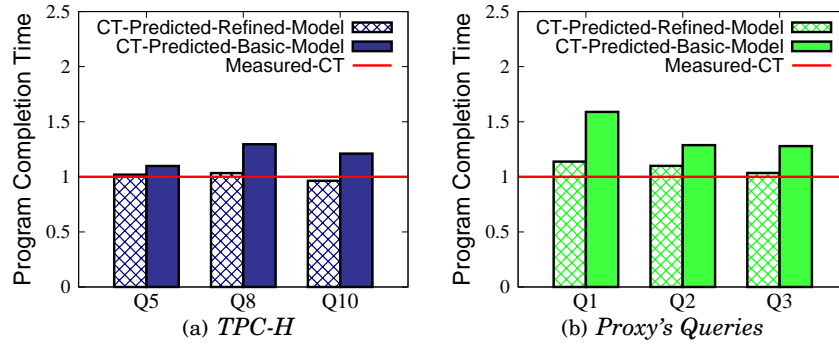 2.5
2
1.5
1
0.5
0
Program Completion Time
CT-Predicted-Refined-Model
CT-Predicted-Basic-Model
Measured-CT
Q5 Q8 Q10
(a) TPC-H
2.5
2
1.5
1
0.5
0
Program Completion Time
CT-Predicted-Refined-Model
CT-Predicted-Basic-Model
Measured-CT
Q1 Q2 Q3
(b) Proxy's Queries